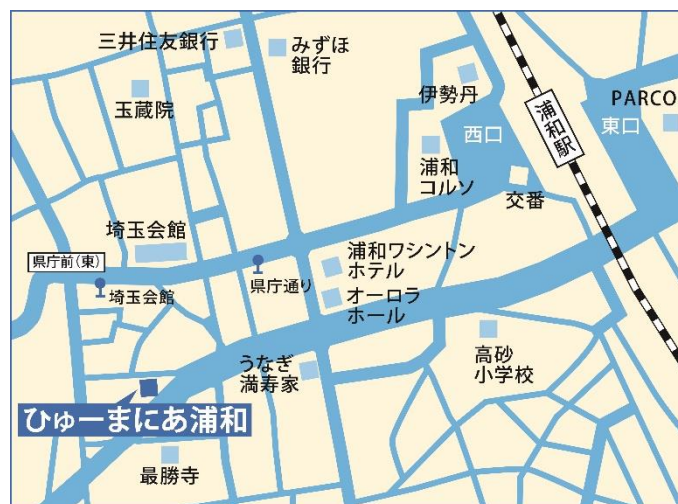 三井住友銀行
みずほ
銀行
玉蔵院
伊勢丹
PARCO
西口
浦和駅
東口
浦和
コルソ
交番
埼玉会館
県庁前(東)
埼玉会館
県庁通り
浦和ワシントン
ホテル
オーロラ
ホール
うなぎ
満寿家
高砂
小学校
ひゅーまにあ浦和
最勝寺